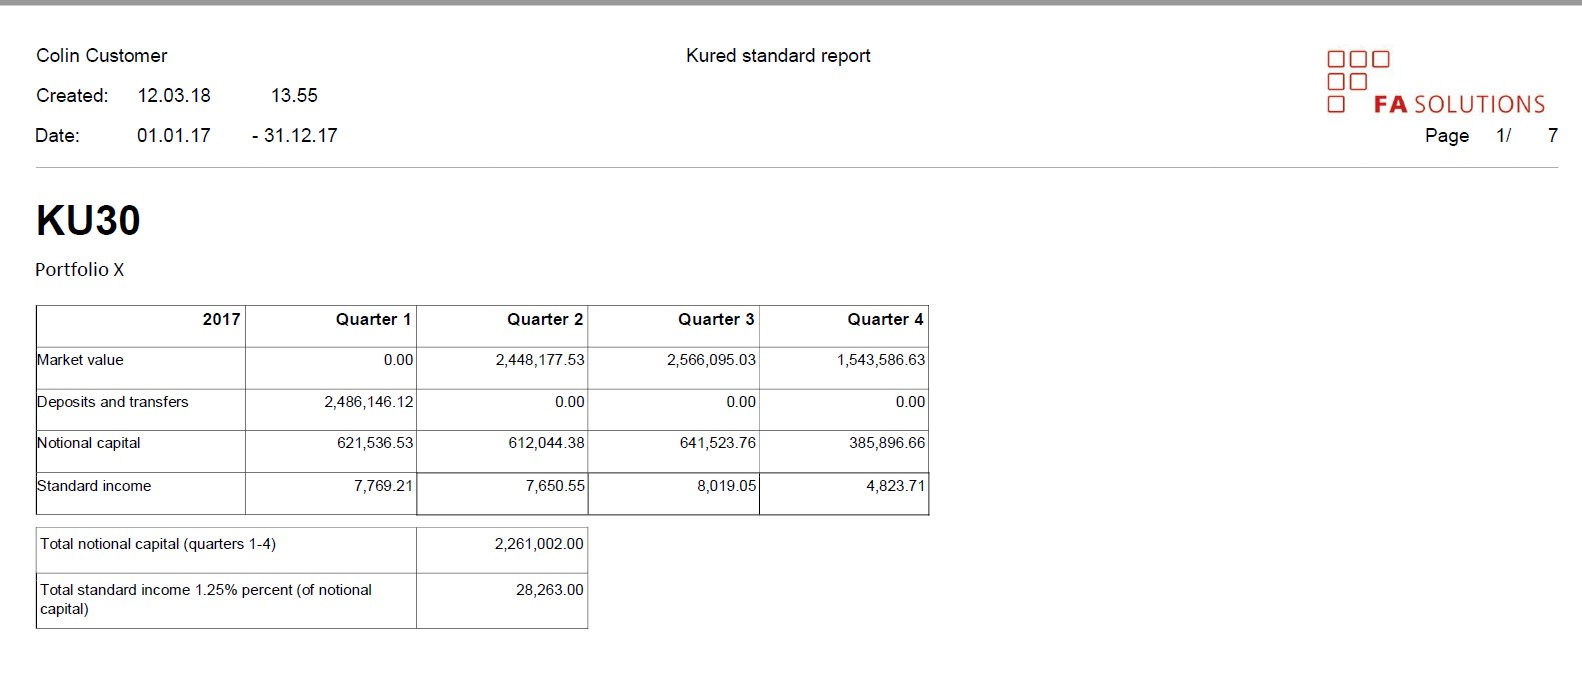 Colin Customer Kured standard report
Created: 12.03.18 13.55
FA SOLUTIONS
Date: 01.01.17 - 31.12.17 Page 1/ 7
KU30
Portfolio X
2017 Quarter 1 Quarter 2 Quarter 3 Quarter 4
Market value 0.00 2,448,177.53 2,566,095.03 1,543,586.63
Deposits and transfers 2,486,146.12 0.00 0.00 0.00
Notional capital 621,536.53 612,044.38 641,523.76 385,896.66
Standard income 7,769.21 7,650.55 8,019.05 4,823.71
Total notional capital (quarters 1-4) 2,261,002.00
Total standard income 1.25% percent (of notional 28,263.00
capital)